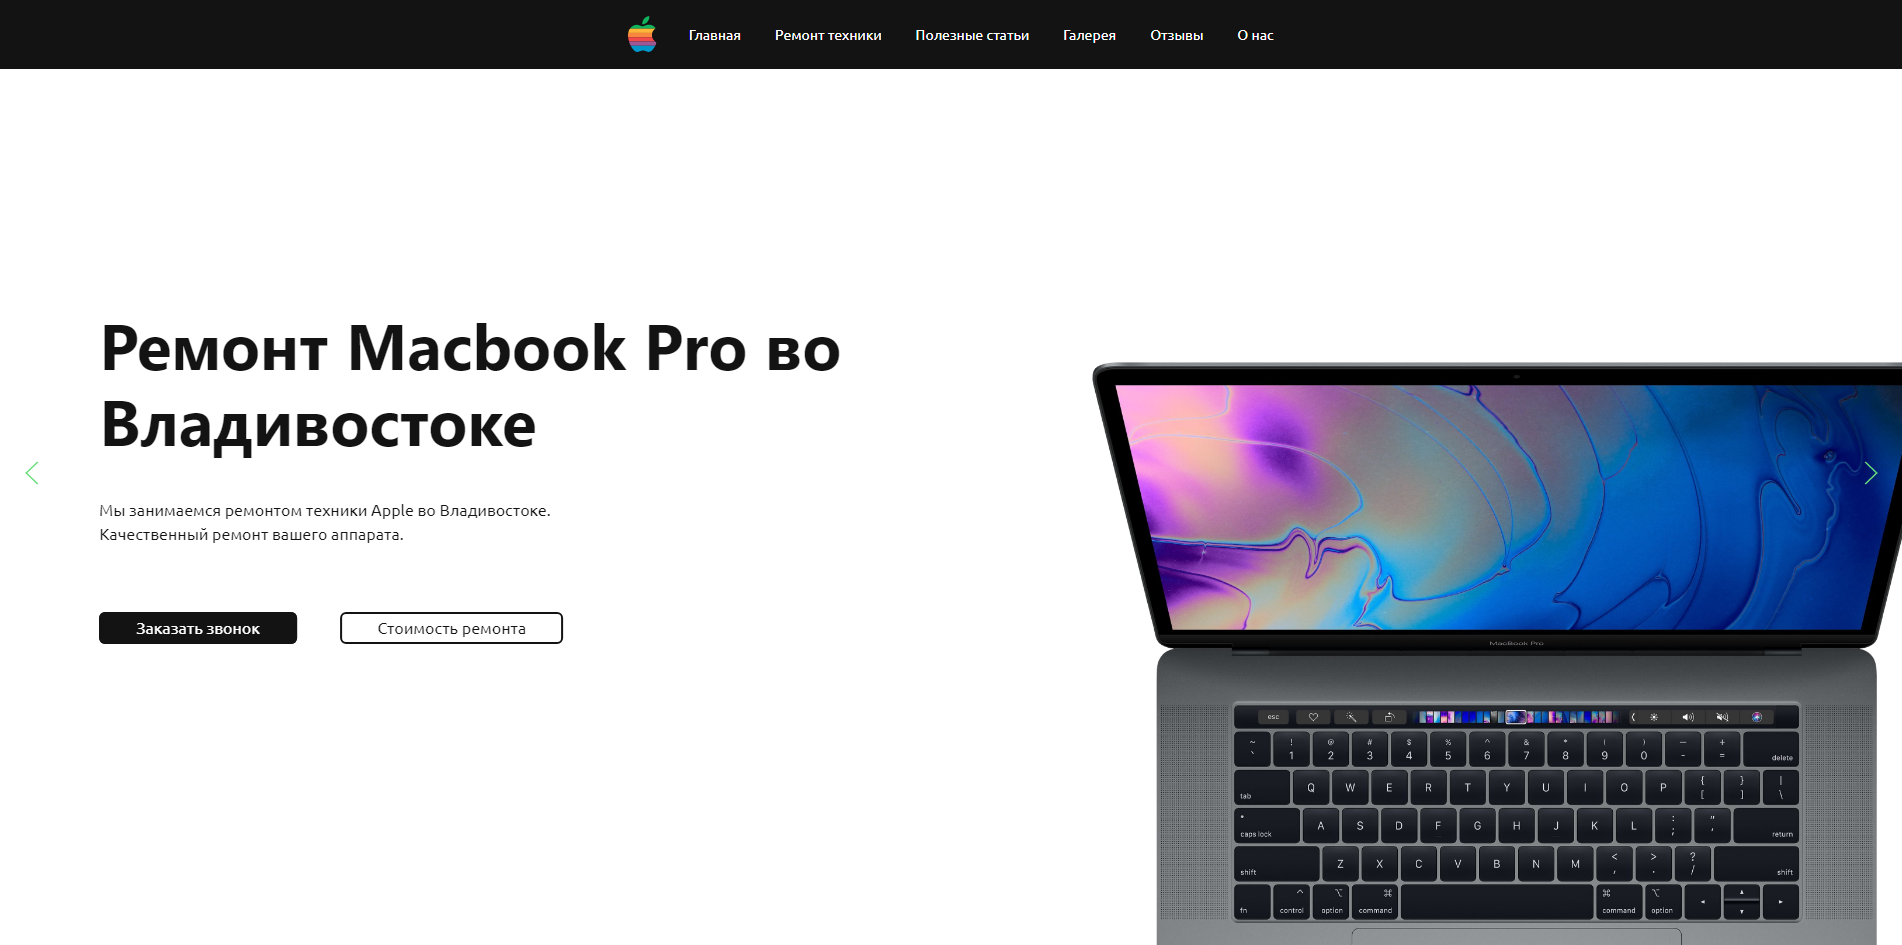 Главная Ремонт техники Полезные статьи Галерея Отзывы О нас
Ремонт Macbook Pro во
Владивостоке
Мы занимаемся ремонтом техники Apple во Владивостоке.
Качественный ремонт вашего аппарата.
Заказать звонок Стоимость ремонта
MacBook Pro
esc
~ ! @ # $ % ^ & * ( ) — +
` 1 2 3 4 5 6 7 8 9 0 - = delete
tab Q W E R T Y U I O P { [ } ] | \
caps lock A S D F G H J K L : ; " ' return
shift Z X C V B N M < , > . ? / shift
fn control option command command option